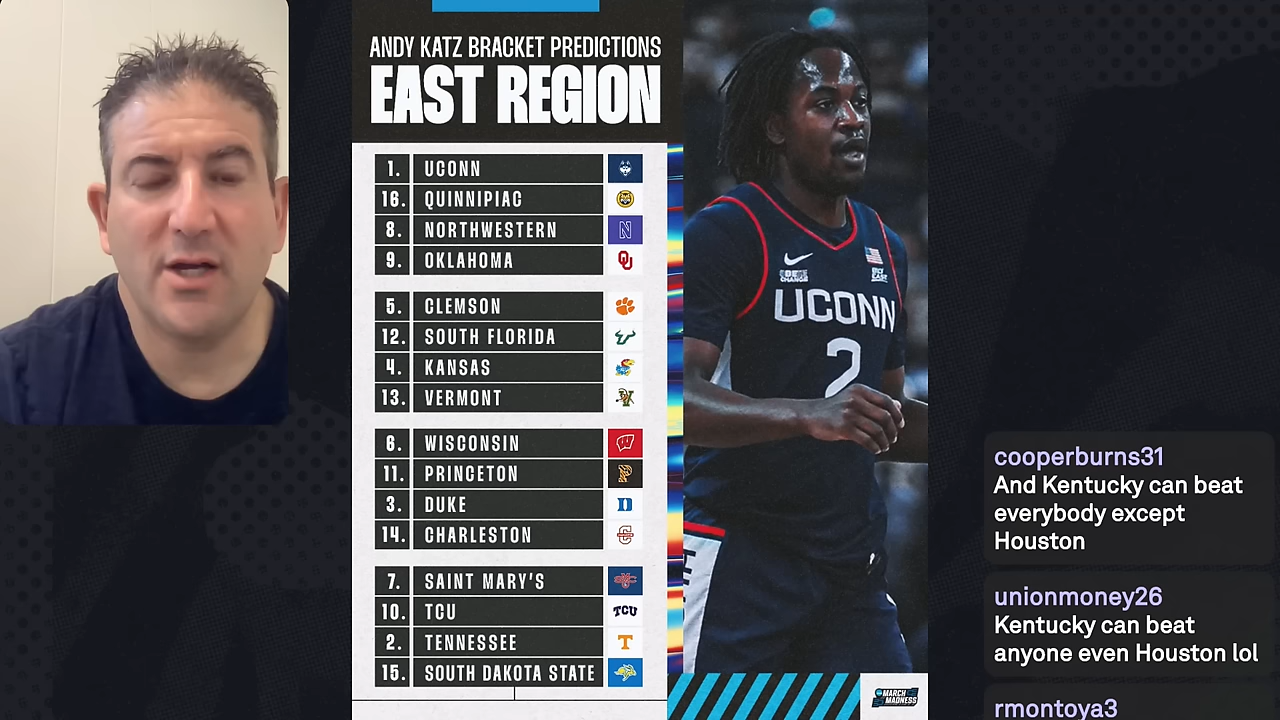 ANDY KATZ BRACKET PREDICTIONS
EAST REGION
1. UCONN
16. QUINNIPIAC
8. NORTHWESTERN
9. OKLAHOMA
5. CLEMSON
12. SOUTH FLORIDA
4. KANSAS
13. VERMONT
6. WISCONSIN
11. PRINCETON
3. DUKE
14. CHARLESTON
7. SAINT MARY'S
10. TCU
TCU
2. TENNESSEE
15. SOUTH DAKOTA STATE
UCONN
2
MARCH
MADNESS
cooperburns31
And Kentucky can beat
everybody except
Houston
unionmoney26
Kentucky can beat
anyone even Houston lol
rmontoya3